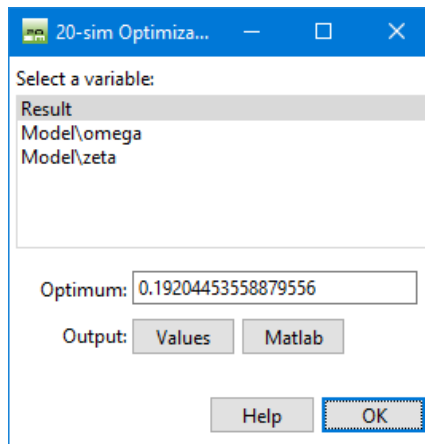 20-sim Optimiza...
Select a variable:
Result
Model\omega
Model\zeta
Optimum: 0.19204453558879556
Output: Values Matlab
Help OK